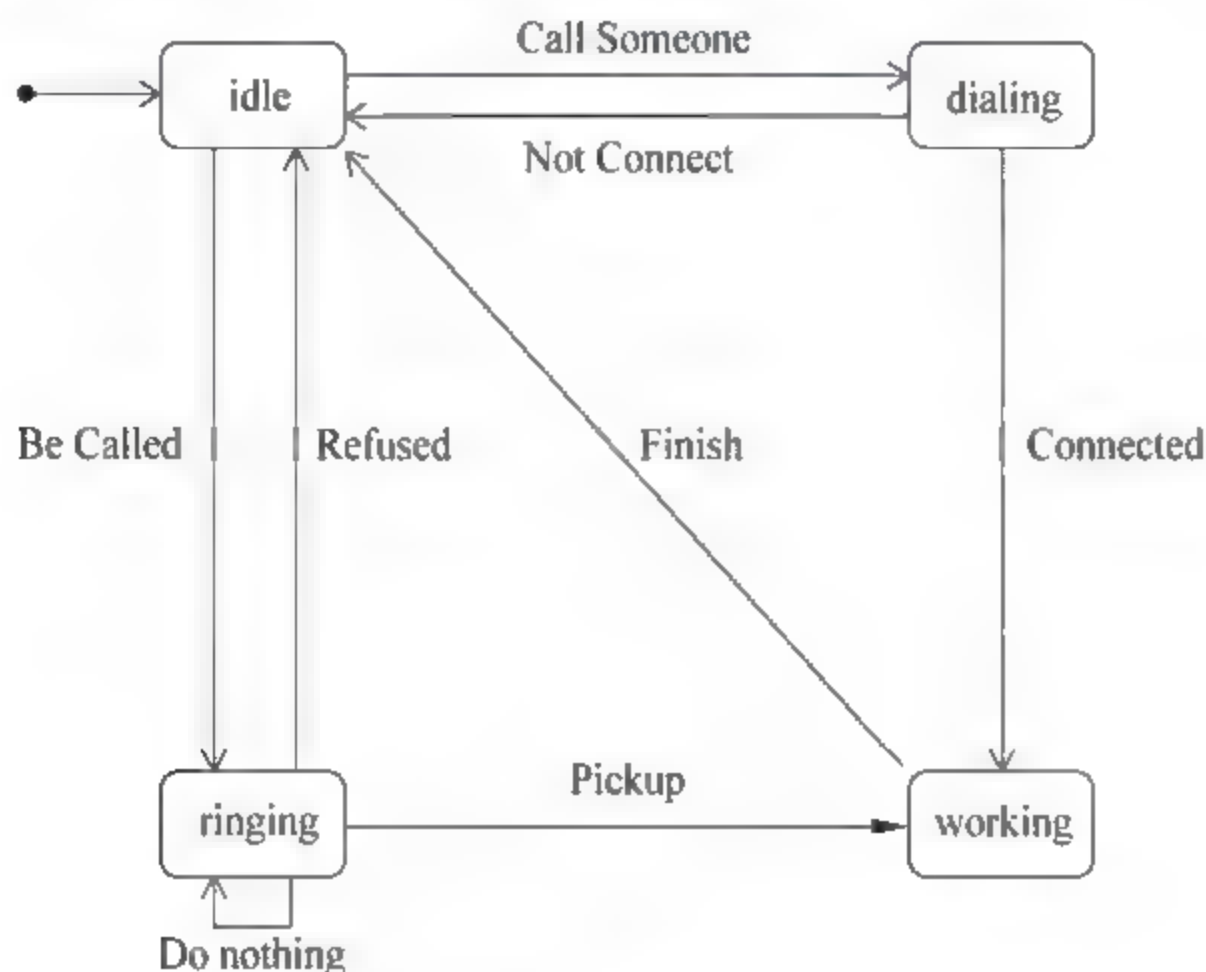 Call Someone
idle
dialing
Not Connect
Be Called
Refused
Finish
Connected
Pickup
ringing
working
Do nothing